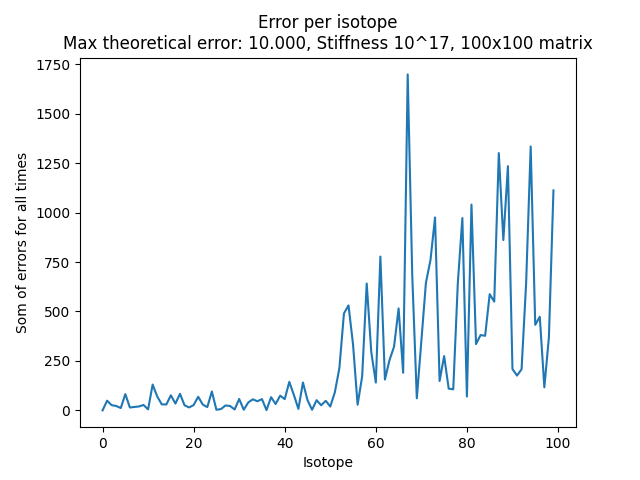 Error per isotope
Max theoretical error: 10.000, Stiffness 10^17, 100x100 matrix
1750
1500
1250
1000
750
500
250
0
Som of errors for all times
0 20 40 60 80 100
Isotope